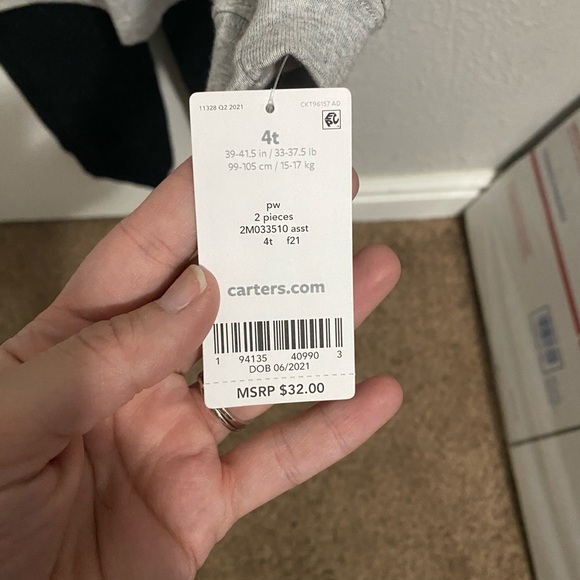 11328 Q2 2021 CKT96157 AD
4t
39-41.5 in / 33-37.5 lb
99-105 cm / 15-17 kg
pw
2 pieces
2M033510 asst
4t f21
carters.com
1 94135 40990 3
DOB 06/2021
MSRP $32.00